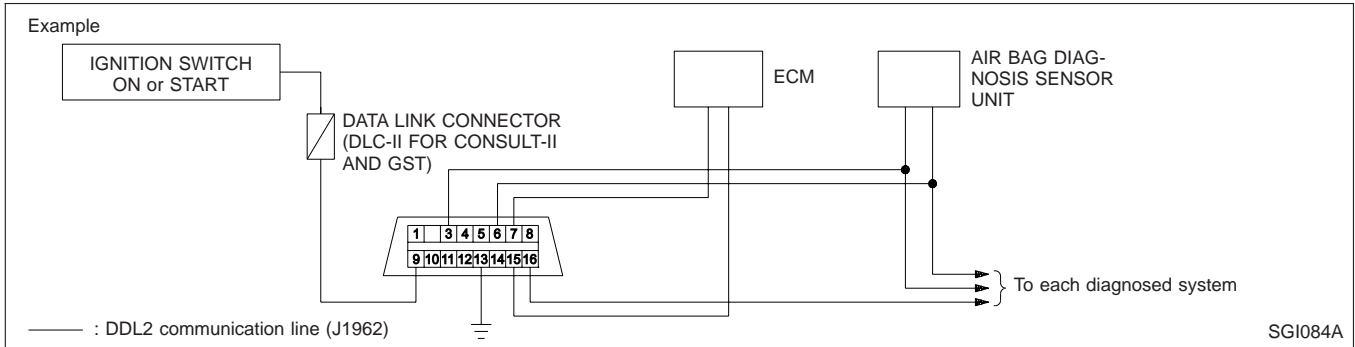 Example
IGNITION SWITCH
ON or START
DATA LINK CONNECTOR
(DLC-II FOR CONSULT-II
AND GST)
ECM
AIR BAG DIAG-
NOSIS SENSOR
UNIT
1 3 4 5 6 7 8
9 10 11 12 13 14 15 16
To each diagnosed system
: DDL2 communication line (J1962)
SGI084A